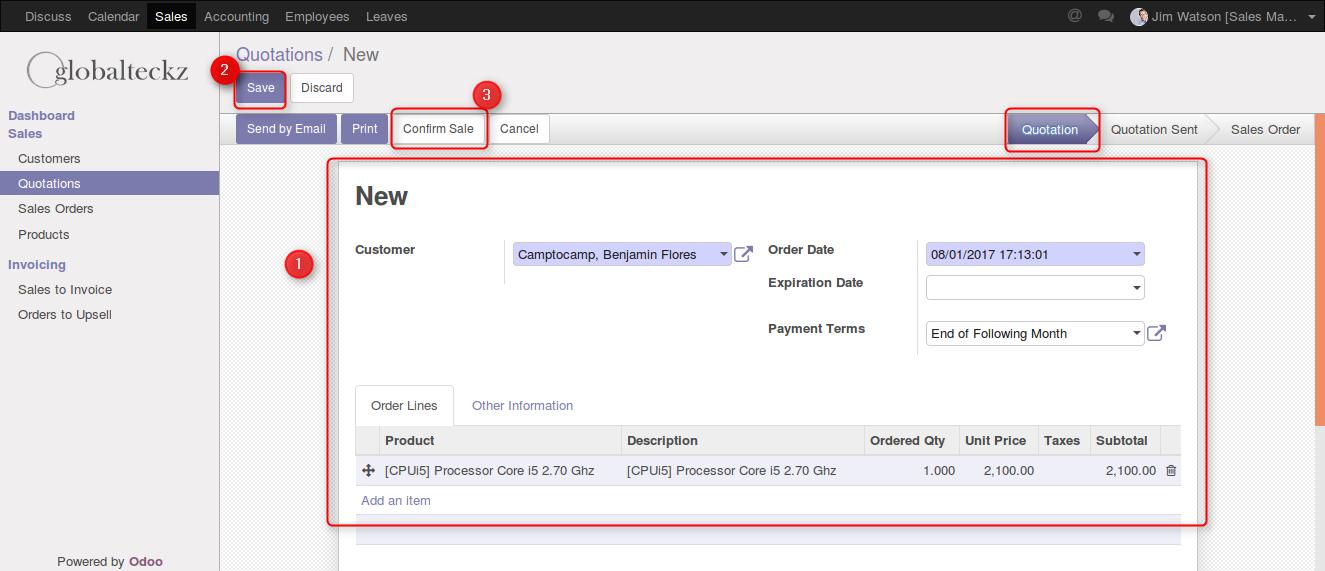 Discuss Calendar Sales Accounting Employees Leaves @ Jim Watson [Sales Ma...
globalteckz
Quotations / New
2
Save Discard
3
Send by Email Print Confirm Sale Cancel Quotation Quotation Sent Sales Order
Dashboard
Sales
Customers
Quotations
Sales Orders
Products
Invoicing
Sales to Invoice
Orders to Upsell
Powered by Odoo
1
New
Customer Camptocamp, Benjamin Flores Order Date 08/01/2017 17:13:01
Expiration Date
Payment Terms End of Following Month
Order Lines Other Information
Product Description Ordered Qty Unit Price Taxes Subtotal
[CPUi5] Processor Core i5 2.70 Ghz [CPUi5] Processor Core i5 2.70 Ghz 1.000 2,100.00 2,100.00
Add an item